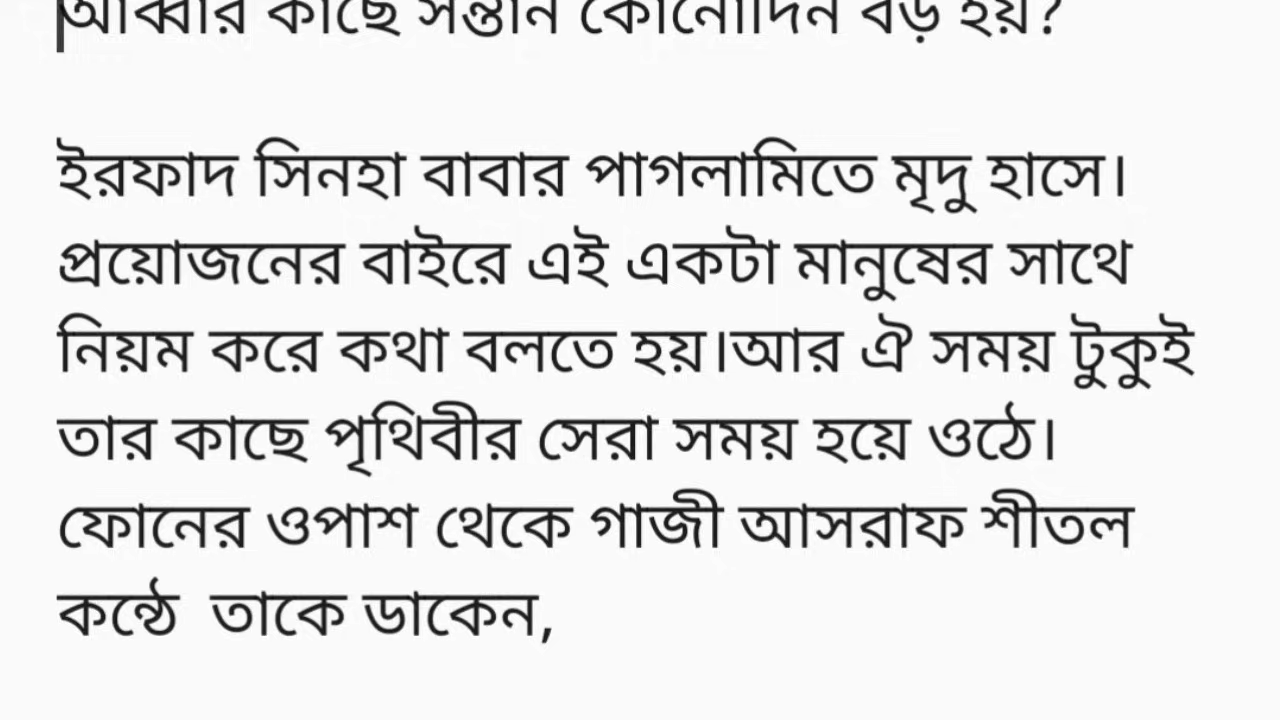 আব্বার কাছে সন্তান কোনোদিন বড় হয়?
ইরফাদ সিনহা বাবার পাগলামিতে মৃদু হাসে।
প্রয়োজনের বাইরে এই একটা মানুষের সাথে
নিয়ম করে কথা বলতে হয়।আর ঐ সময় টুকুই
তার কাছে পৃথিবীর সেরা সময় হয়ে ওঠে।
ফোনের ওপাশ থেকে গাজী আসরাফ শীতল
কন্ঠে  তাকে ডাকেন,